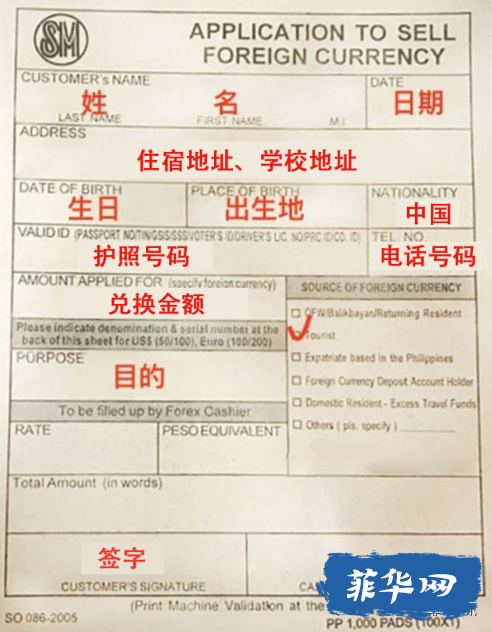 SM
APPLICATION TO SELL
FOREIGN CURRENCY
CUSTOMER's NAME
DATE
姓 名
日期
LAST NAME FIRST NAME M.I.
ADDRESS
住宿地址、学校地址
DATE OF BIRTH PLACE OF BIRTH NATIONALITY
生日 出生地 中国
VALID ID (PASSPORT NO/TIN/GSIS/SSS/VOTER'S ID/DRIVER'S LIC. NO/PRC ID/CO. ID) TEL. NO.
护照号码 电话号码
AMOUNT APPLIED FOR (specify foreign currency)
兑换金额
Please indicate denomination & serial number at the
back of this sheet for US$ (50/100), Euro (100/200)
SOURCE OF FOREIGN CURRENCY
OFW/Balikbayan/Returning Resident
Tourist
Expatriate based in the Philippines
Foreign Currency Deposit Account Holder
Domestic Resident - Excess Travel Funds
Others ( pls. specify )
PURPOSE
目的
To be filled up by Forex Cashier
RATE PESO EQUIVALENT
Total Amount (in words)
签字
CUSTOMER'S SIGNATURE
菲华网
SO 086-2005
(Print Machine Validation at the
PP 1,000 PADS (100X1)